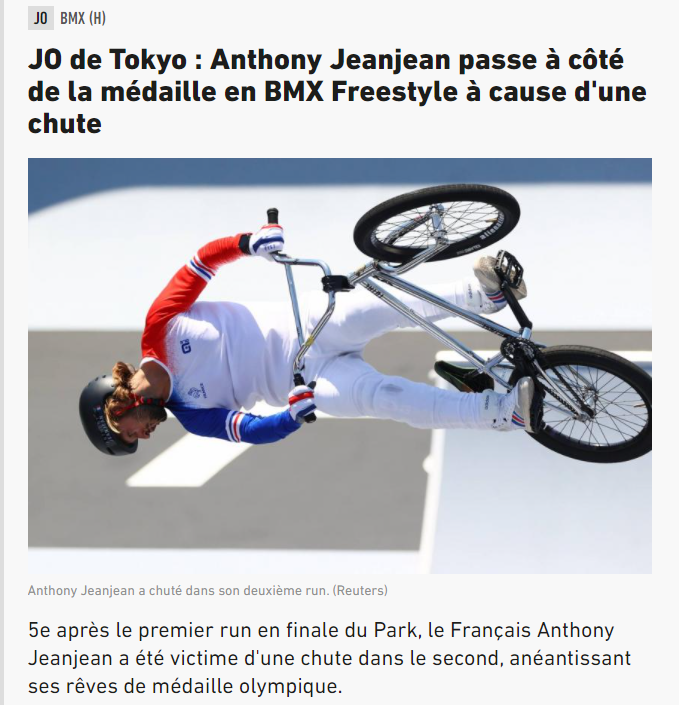 JO BMX (H)
JO de Tokyo : Anthony Jeanjean passe à côté
de la médaille en BMX Freestyle à cause d'une
chute
Anthony Jeanjean a chuté dans son deuxième run. (Reuters)
5e après le premier run en finale du Park, le Français Anthony
Jeanjean a été victime d'une chute dans le second, anéantissant
ses rêves de médaille olympique.